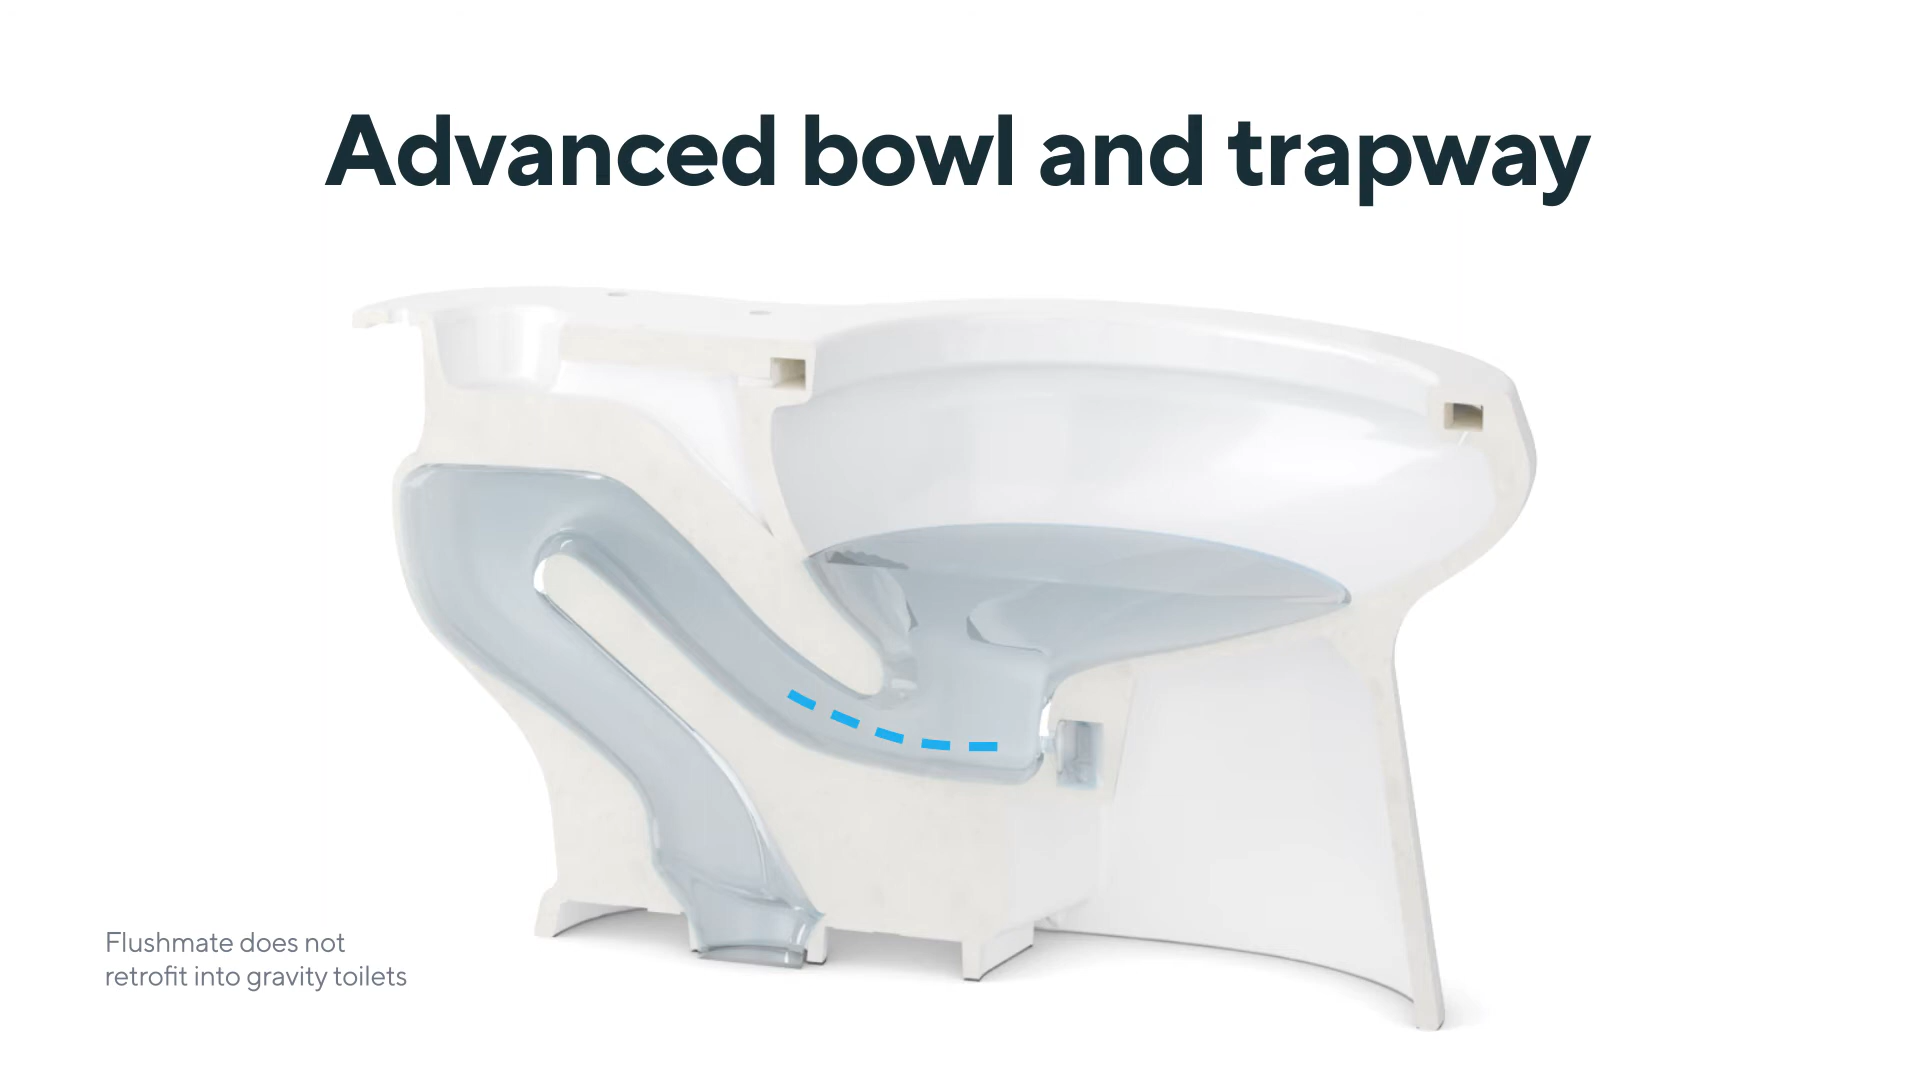 Advanced bowl and trapway
Flushmate does not
retrofit into gravity toilets